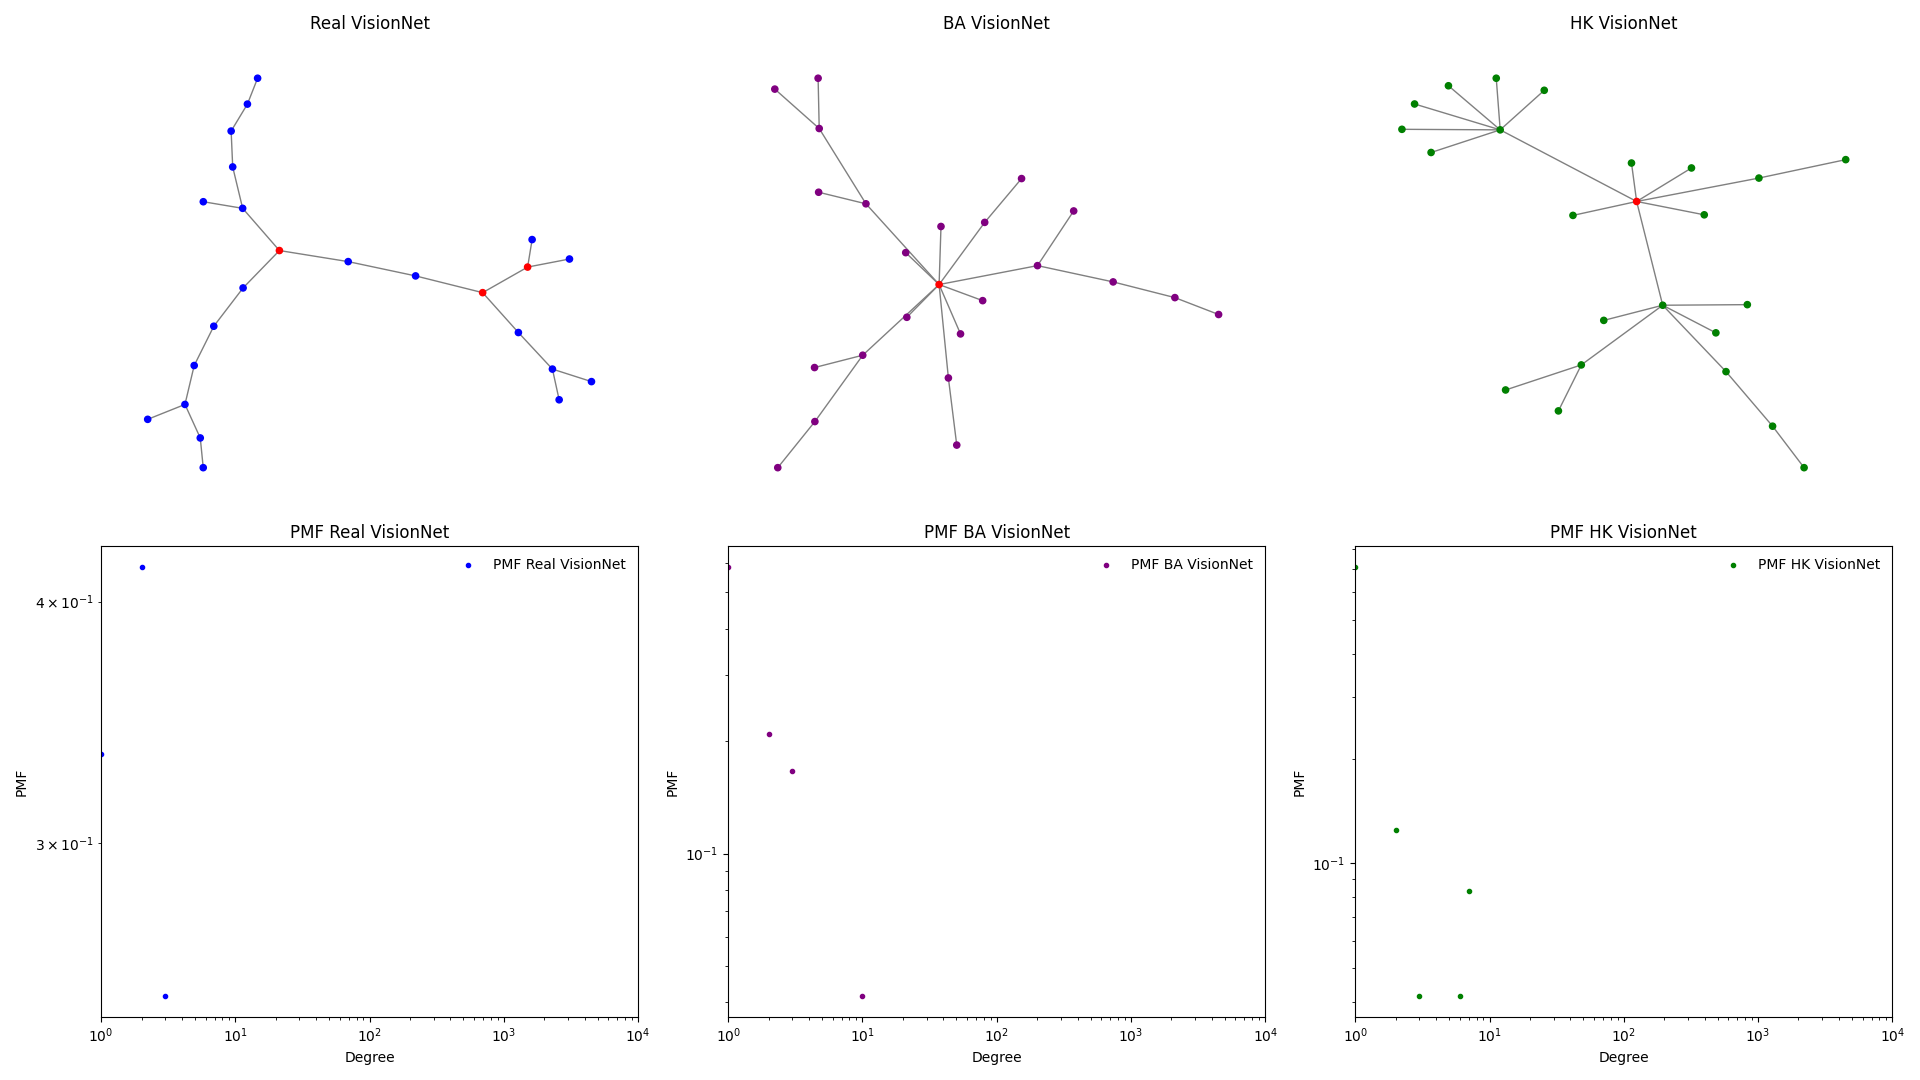 Real VisionNet
BA VisionNet
HK VisionNet
PMF Real VisionNet
PMF Real VisionNet
4 × 10⁻¹
3 × 10⁻¹
PMF
10⁰ 10¹ 10² 10³ 10⁴
Degree
PMF BA VisionNet
PMF BA VisionNet
10⁻¹
PMF
10⁰ 10¹ 10² 10³ 10⁴
Degree
PMF HK VisionNet
PMF HK VisionNet
10⁻¹
PMF
10⁰ 10¹ 10² 10³ 10⁴
Degree